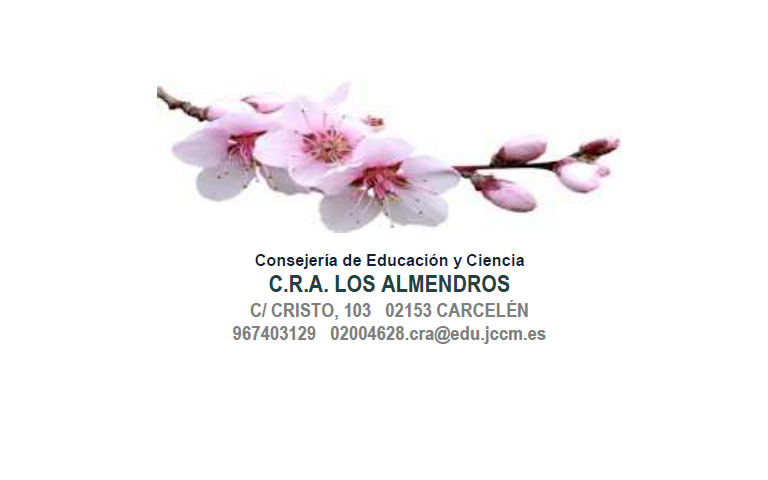 Consejería de Educación y Ciencia
C.R.A. LOS ALMENDROS
C/ CRISTO, 103 02153 CARCELÉN
967403129 02004628.cra@edu.jccm.es